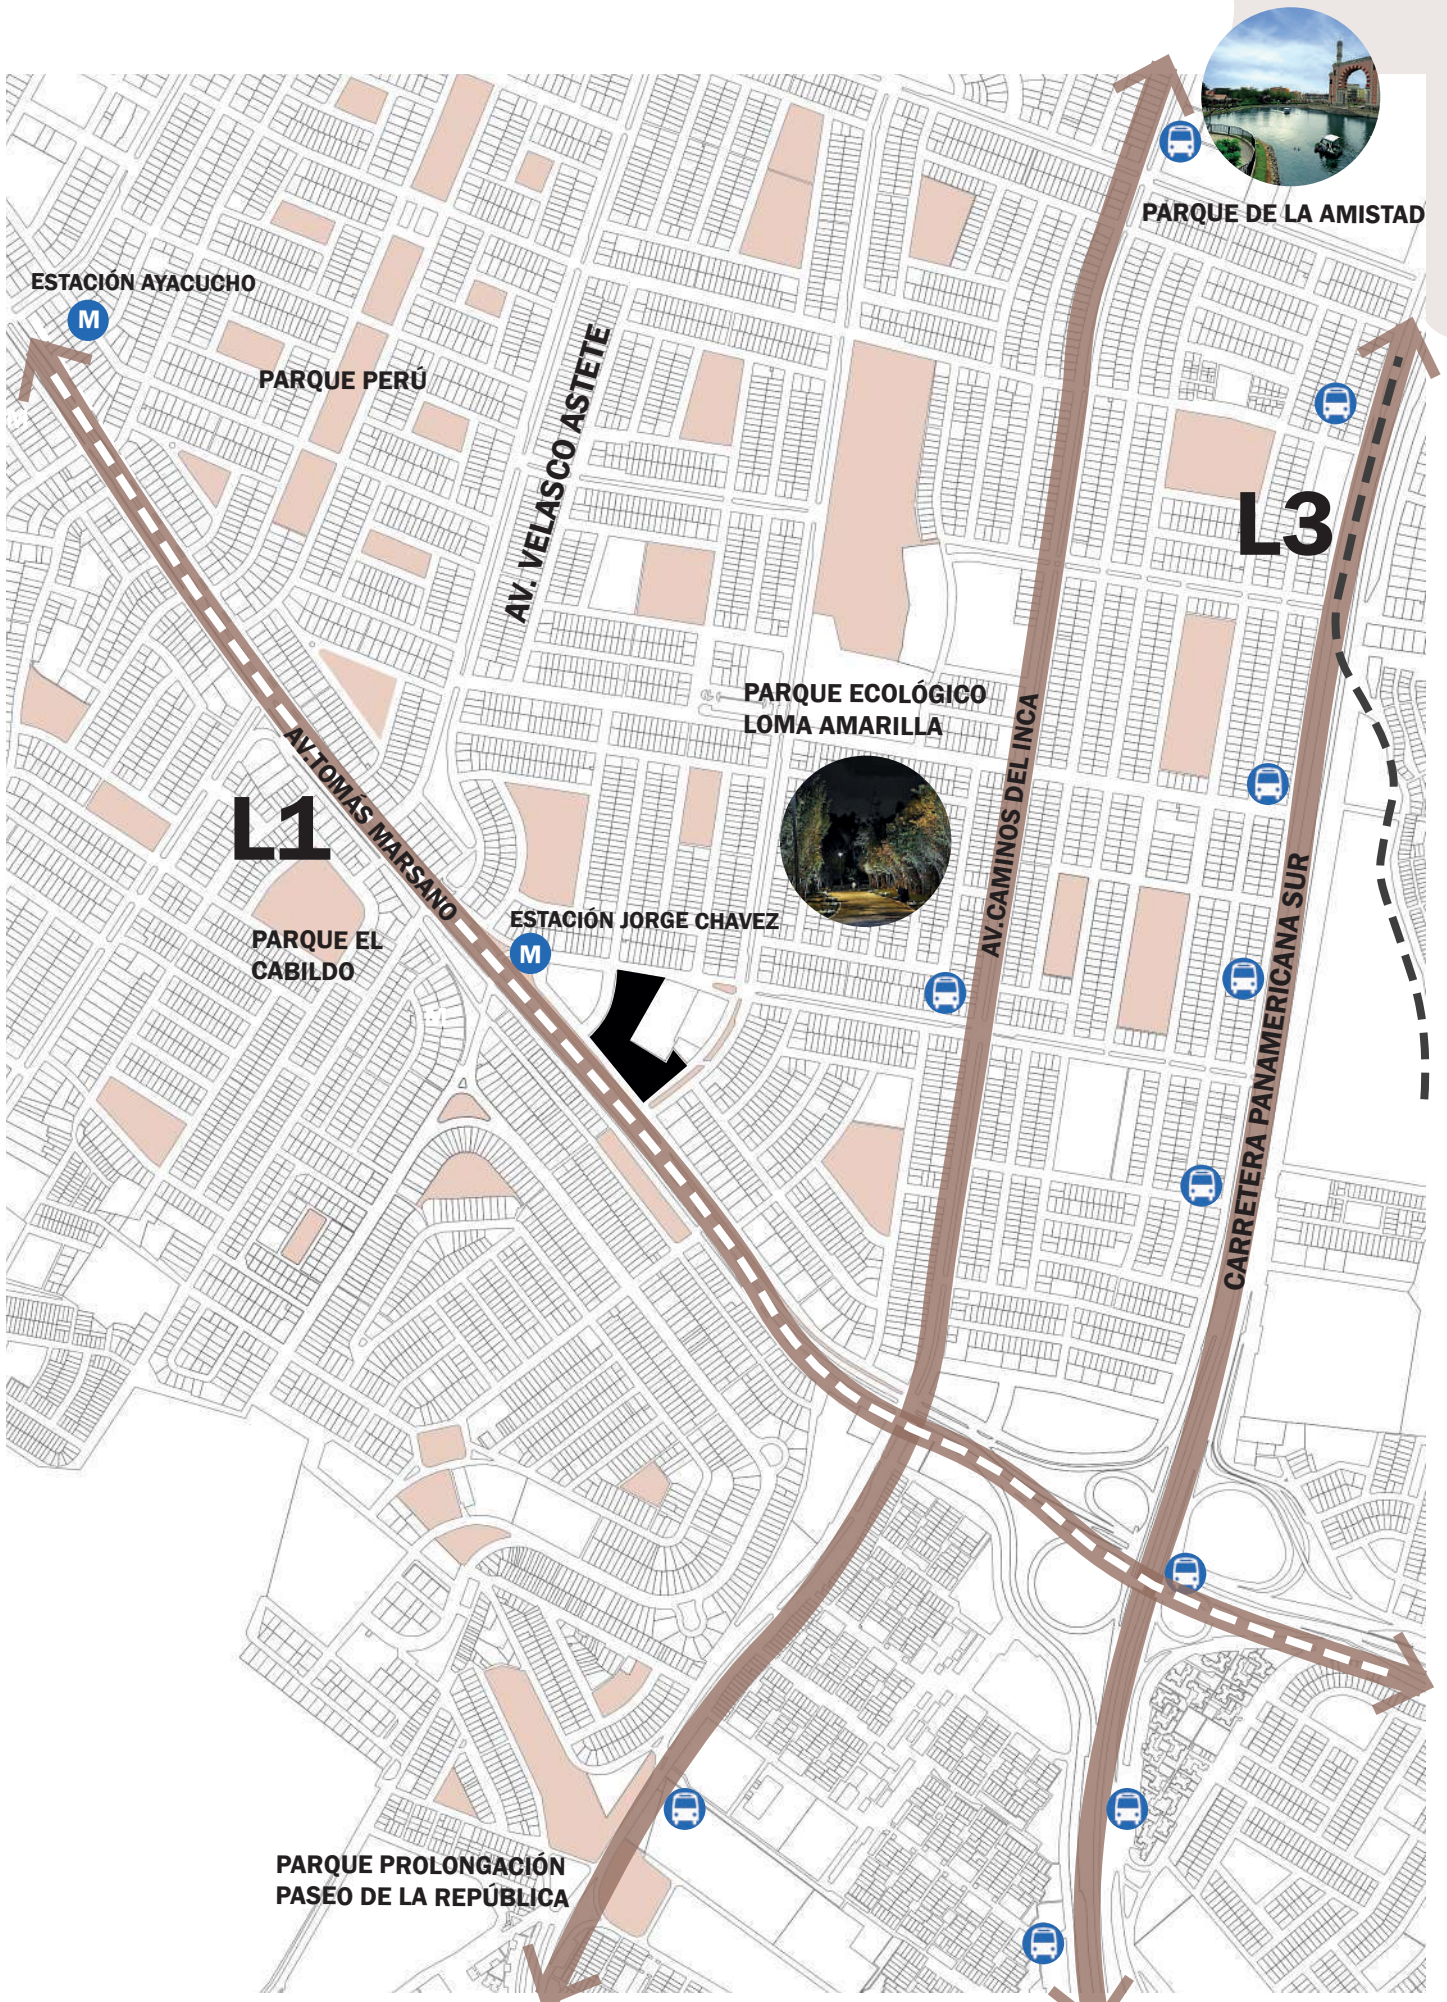 PARQUE DE LA AMISTAD
ESTACIÓN AYACUCHO
M
PARQUE PERÚ
AV. VELASCO ASTETE
L3
PARQUE ECOLÓGICO
LOMA AMARILLA
AV.TOMÁS MARSANO
L1
AV.CAMINOS DEL INCA
CARRETERA PANAMERICANA SUR
ESTACIÓN JORGE CHAVEZ
M
PARQUE EL
CABILDO
PARQUE PROLONGACIÓN
PASEO DE LA REPÚBLICA